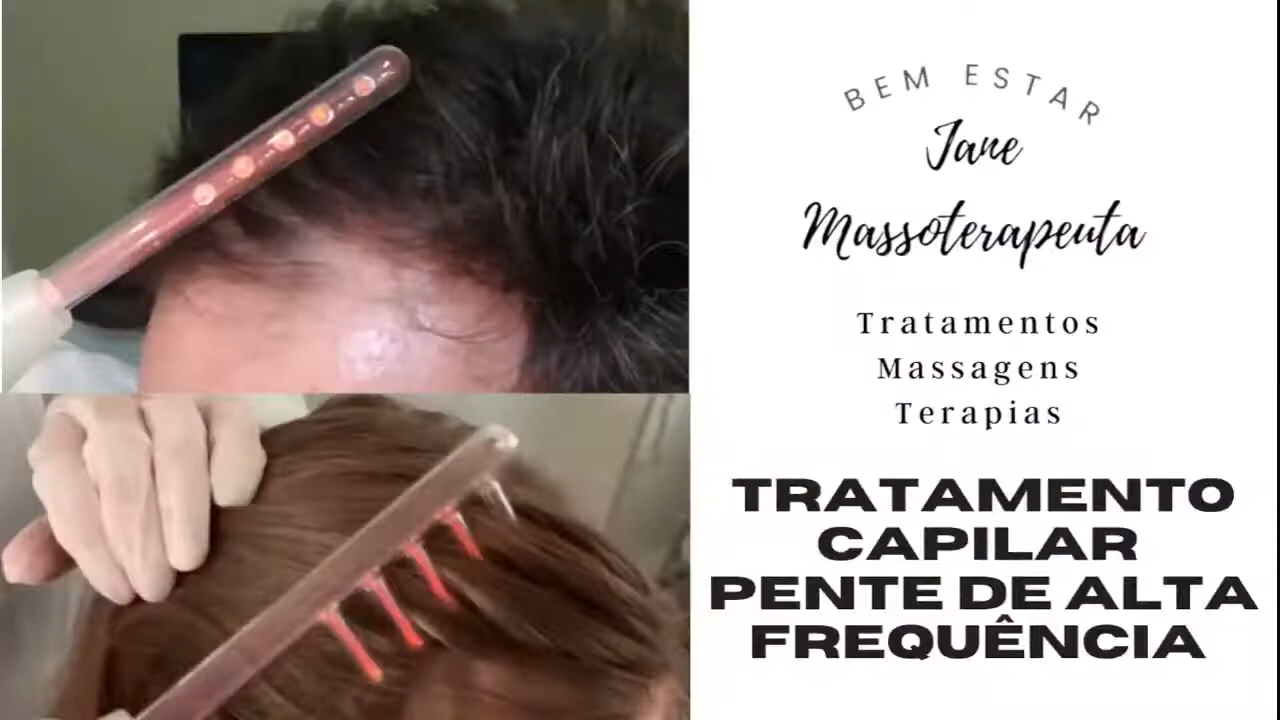 BEM ESTAR
Jane
Massoterapeuta
Tratamentos
Massagens
Terapias
TRATAMENTO
CAPILAR
PENTE DE ALTA
FREQUÊNCIA